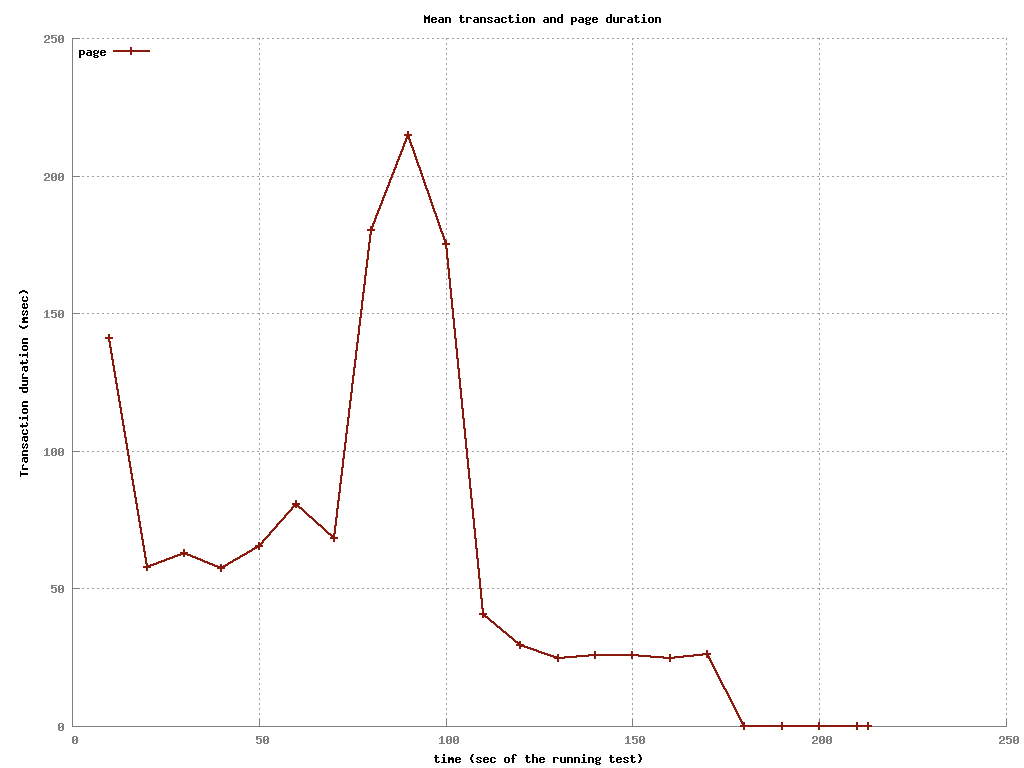 Mean transaction and page duration
250
page
200
150
Transaction duration (msec)
100
50
0
0 50 100 150 200 250
time (sec of the running test)